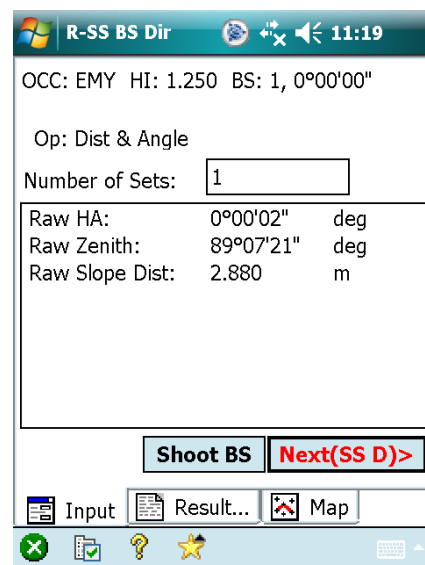 R-SS BS Dir 11:19
OCC: EMY HI: 1.250 BS: 1, 0°00'00"
Op: Dist & Angle
Number of Sets: 1
Raw HA: 0°00'02" deg
Raw Zenith: 89°07'21" deg
Raw Slope Dist: 2.880 m
Shoot BS Next(SS D)>
Input Result... Map